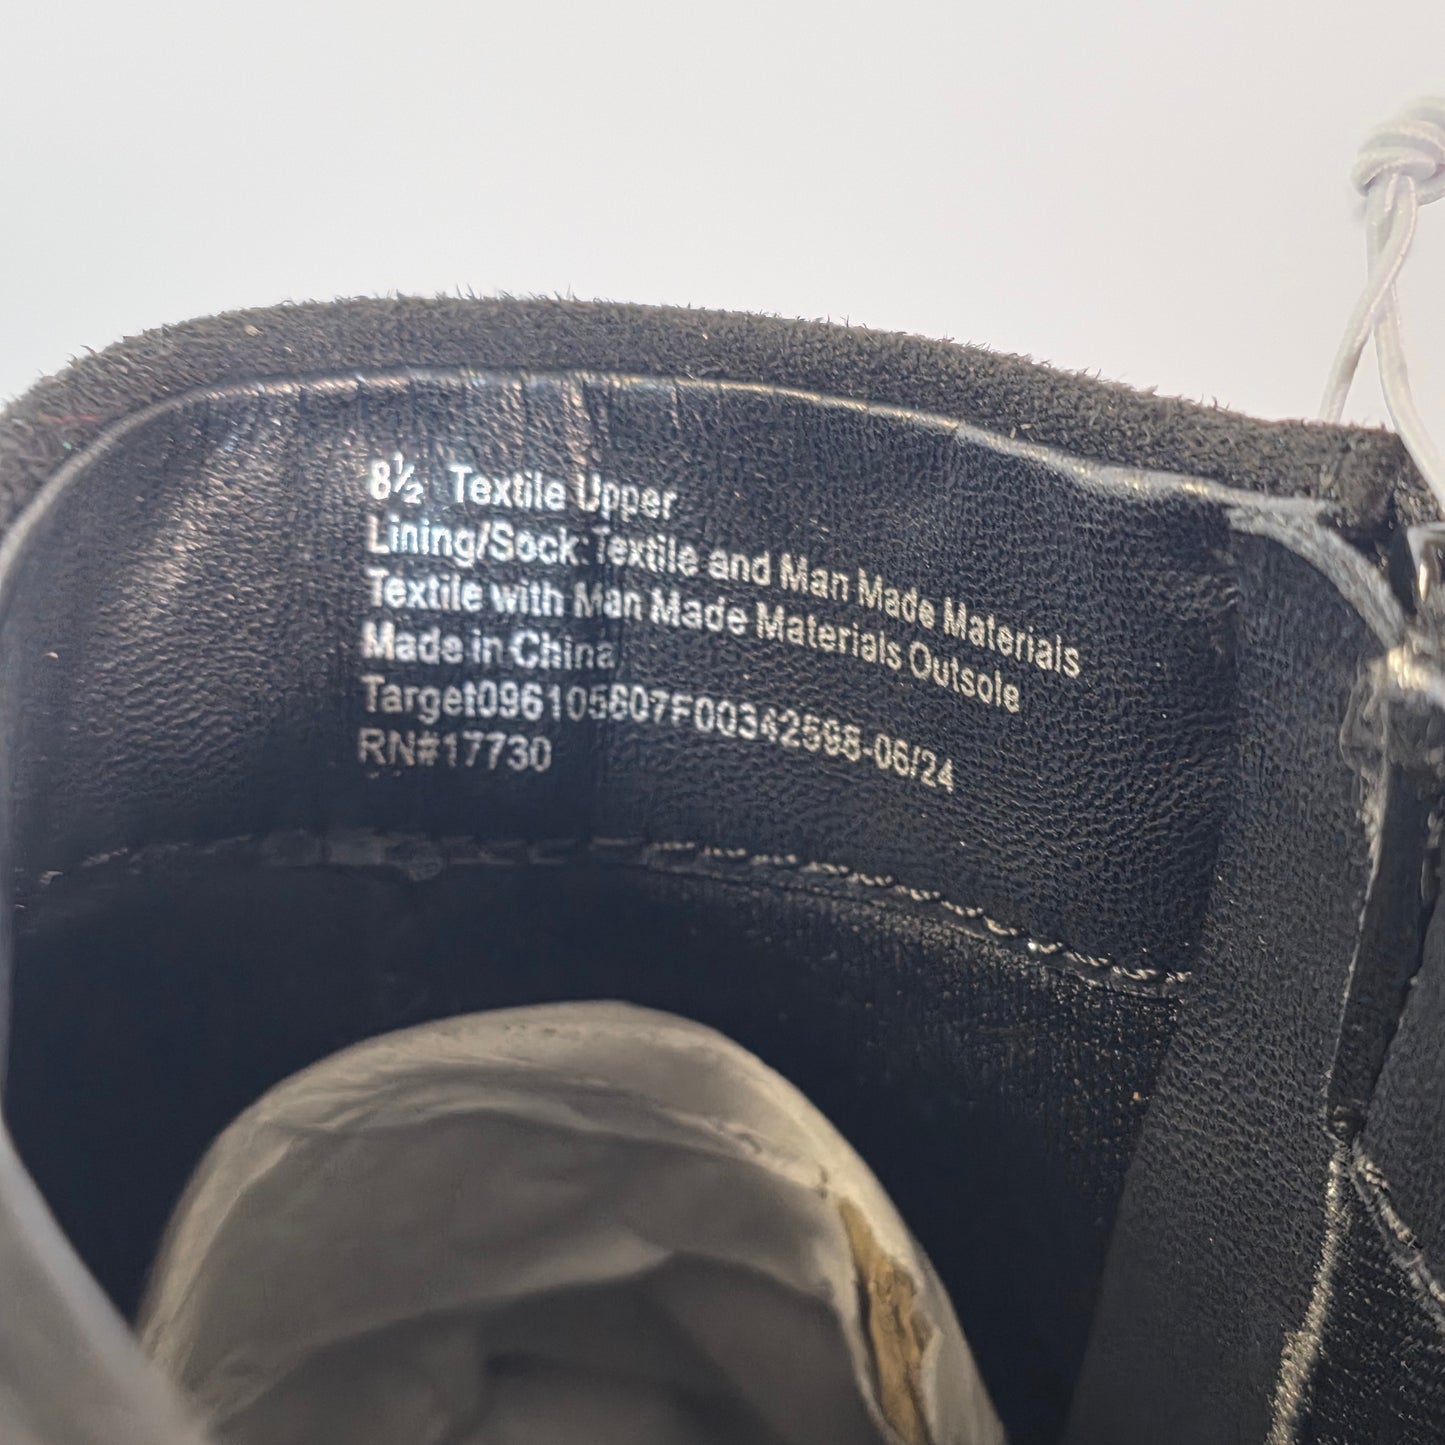 8½ Textile Upper
Lining/Sock: Textile and Man Made Materials
Textile with Man Made Materials Outsole
Made in China
Target096105607F00342595-06/24
RN#17730